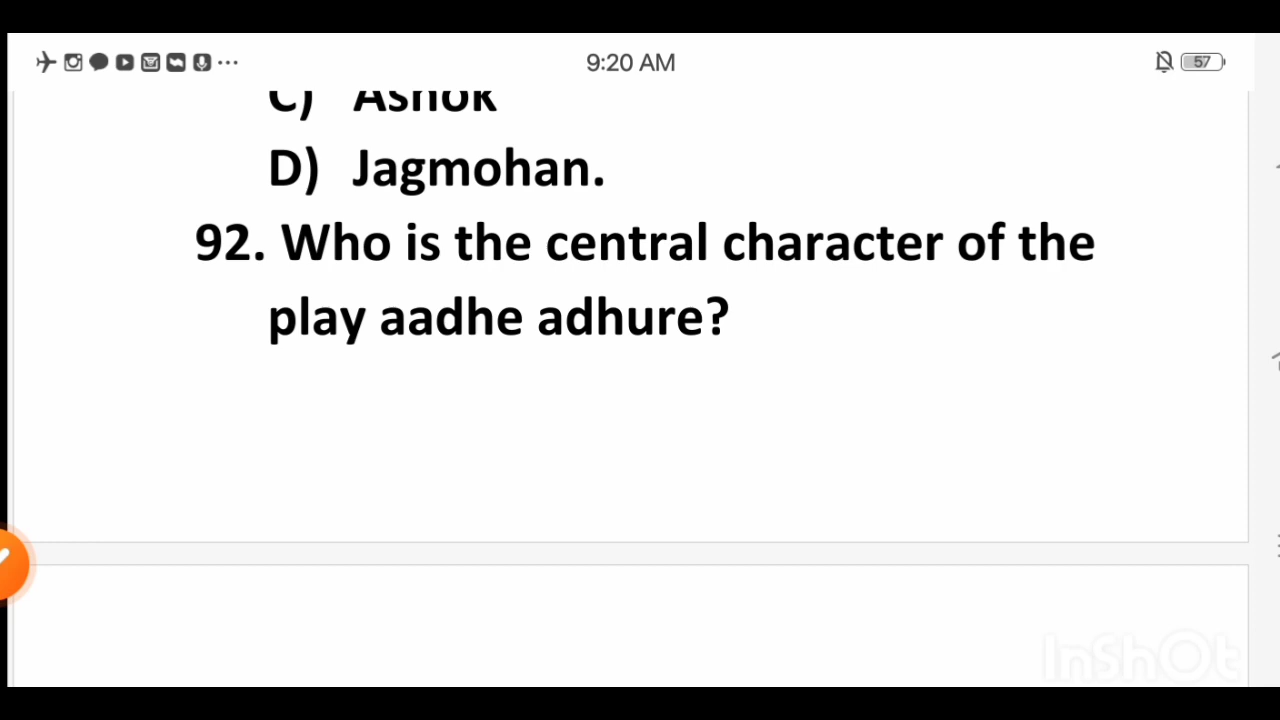 9:20 AM
57
C) Ashok
D) Jagmohan.
92. Who is the central character of the
play aadhe adhure?
InShOt